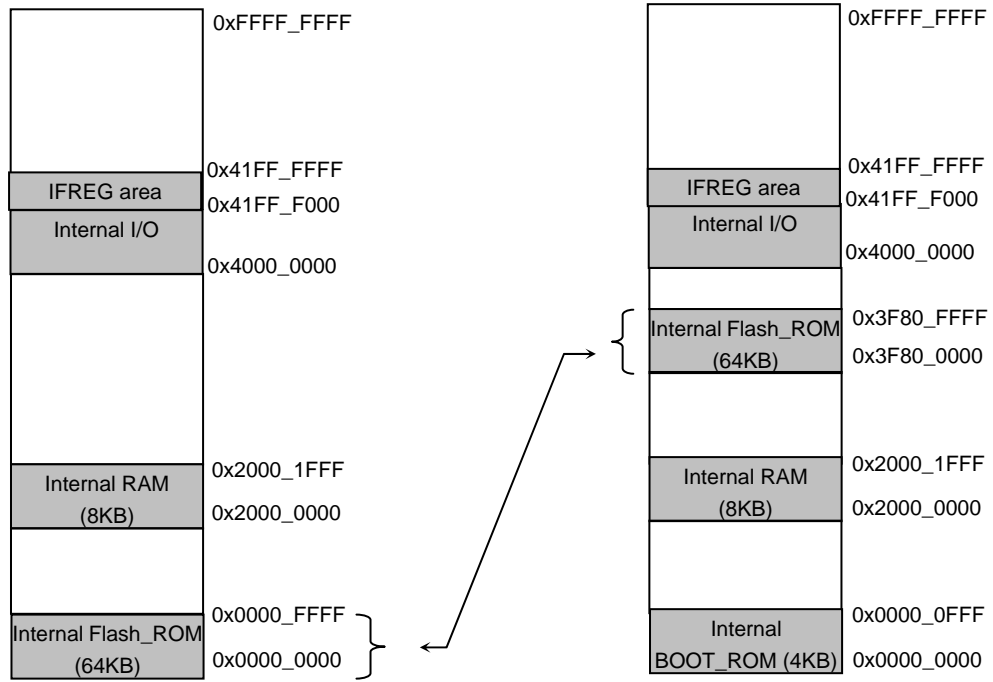 0xFFFF_FFFF
0x41FF_FFFF
IFREG area
0x41FF_F000
Internal I/O
0x4000_0000
0x2000_1FFF
Internal RAM
(8KB)
0x2000_0000
0x0000_FFFF
Internal Flash_ROM
(64KB)
0x0000_0000
0xFFFF_FFFF
0x41FF_FFFF
IFREG area
0x41FF_F000
Internal I/O
0x4000_0000
0x3F80_FFFF
Internal Flash_ROM
(64KB)
0x3F80_0000
0x2000_1FFF
Internal RAM
(8KB)
0x2000_0000
0x0000_0FFF
Internal
BOOT_ROM (4KB)
0x0000_0000